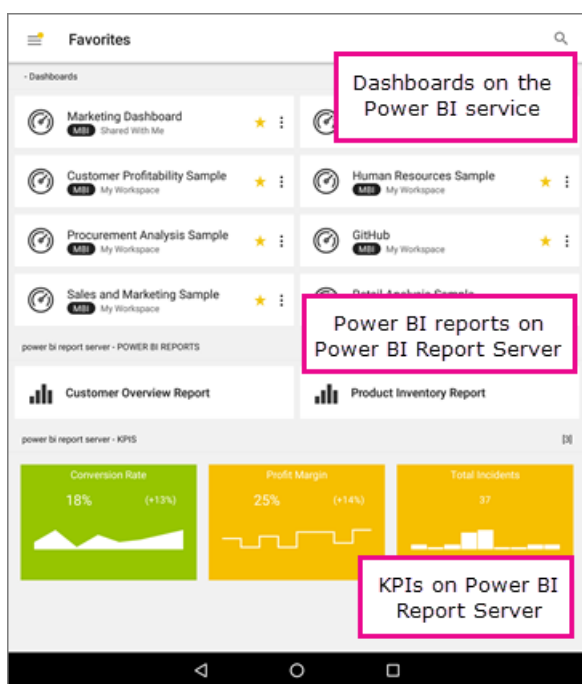 Favorites
- Dashboards
Dashboards on the
Power BI service
Marketing Dashboard
MBI Shared With Me
Customer Profitability Sample
MBI My Workspace
Human Resources Sample
MBI My Workspace
Procurement Analysis Sample
MBI My Workspace
GitHub
MBI My Workspace
Sales and Marketing Sample
MBI My Workspace
Retail Analysis Sample
Power BI reports on
Power BI Report Server
power bi report server - POWER BI REPORTS
Customer Overview Report
Product Inventory Report
power bi report server - KPIS
[3]
Conversion Rate
18% (+13%)
Profit Margin
25% (+14%)
Total Incidents
37
KPIs on Power BI
Report Server